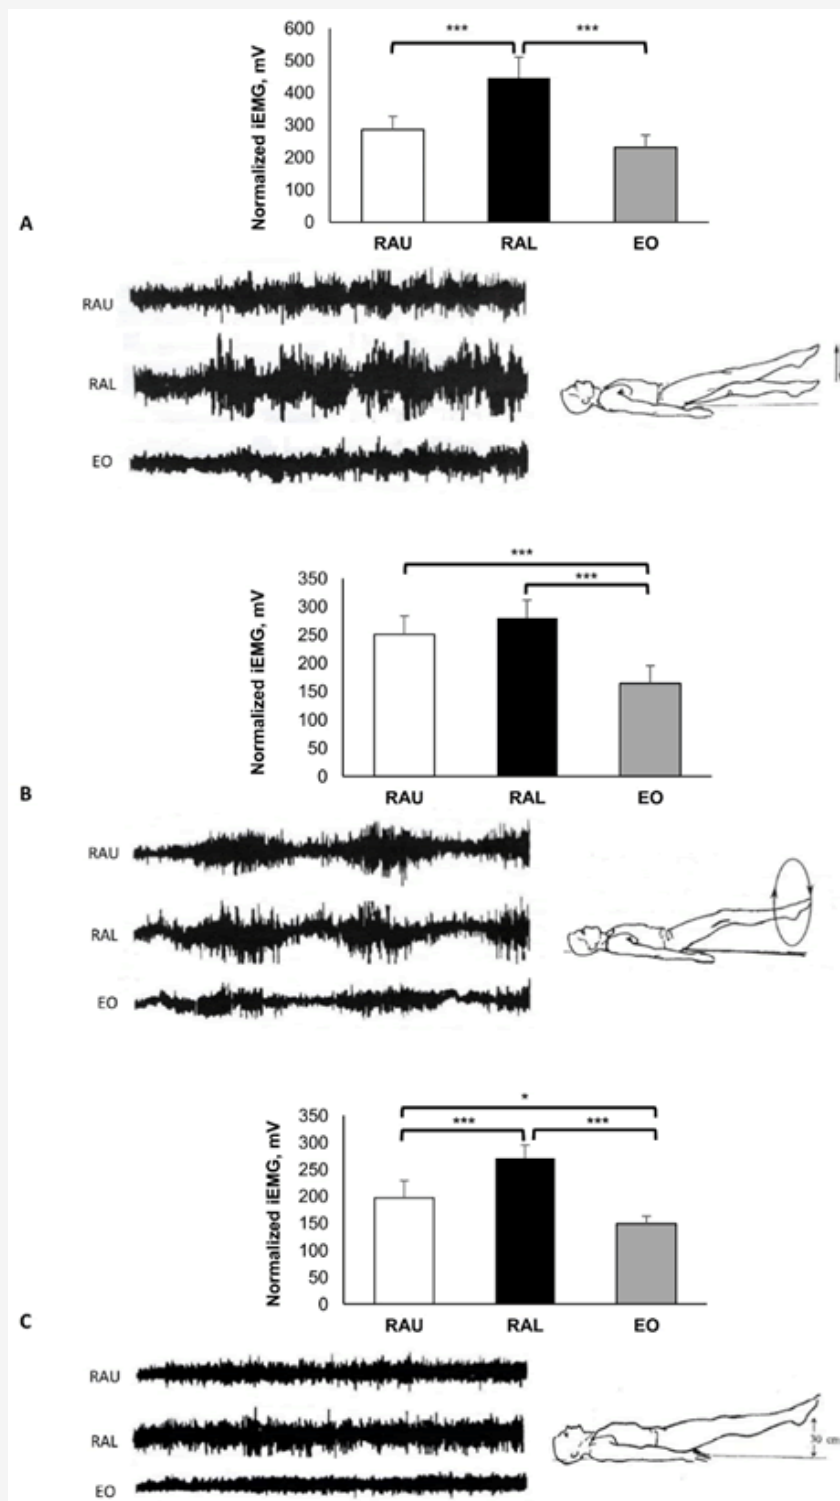 600
500
400
300
200
100
0
Normalized iEMG, mV
***
***
RAU
RAL
EO
A
RAU
RAL
EO
350
300
250
200
150
100
50
0
Normalized iEMG, mV
***
***
RAU
RAL
EO
B
RAU
RAL
EO
350
300
250
200
150
100
50
0
Normalized iEMG, mV
*
***
***
RAU
RAL
EO
C
RAU
RAL
EO